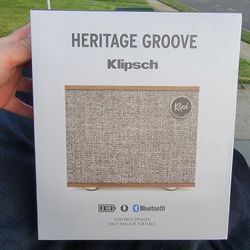 HERITAGE GROOVE
Klipsch
Klipsch
Bluetooth®
PORTABLE SPEAKER
HAUT-PARLEUR PORTABLE